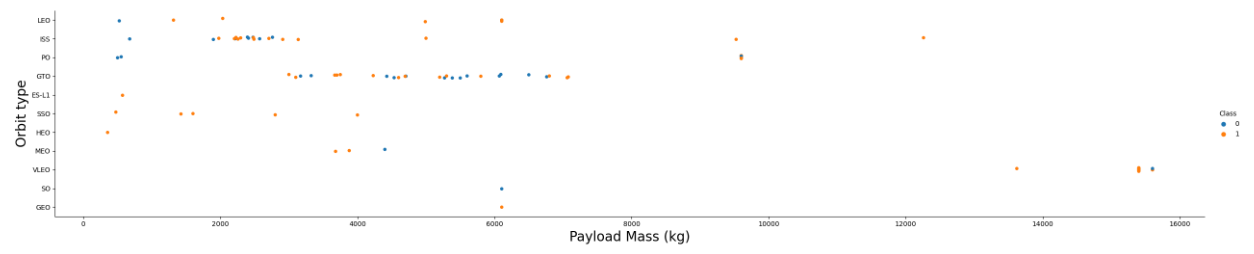 LEO
ISS
PO
GTO
ES-L1
SSO
HEO
MEO
VLEO
SO
GEO
Orbit type
0
2000
4000
6000
8000
10000
12000
14000
16000
Payload Mass (kg)
Class
0
1